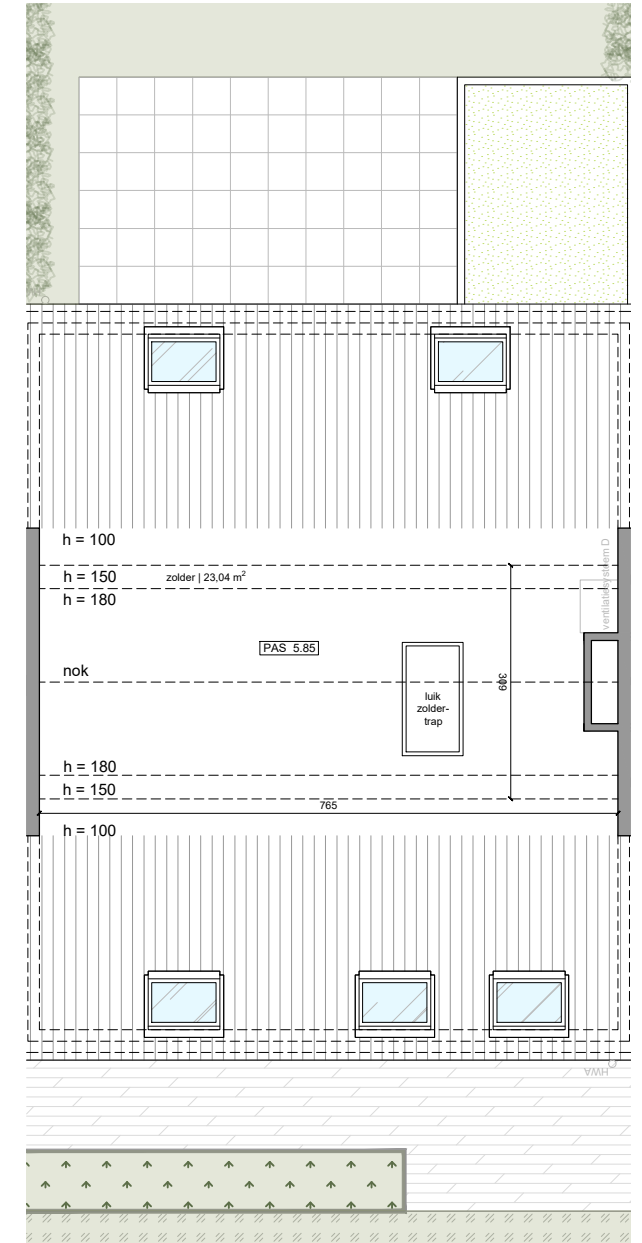 h = 100
h = 150
zolder | 23,04 m²
h = 180
ventilatiesysteem D
PAS 5.85
nok
luik
zolder-
trap
309
h = 180
h = 150
765
h = 100
HWA